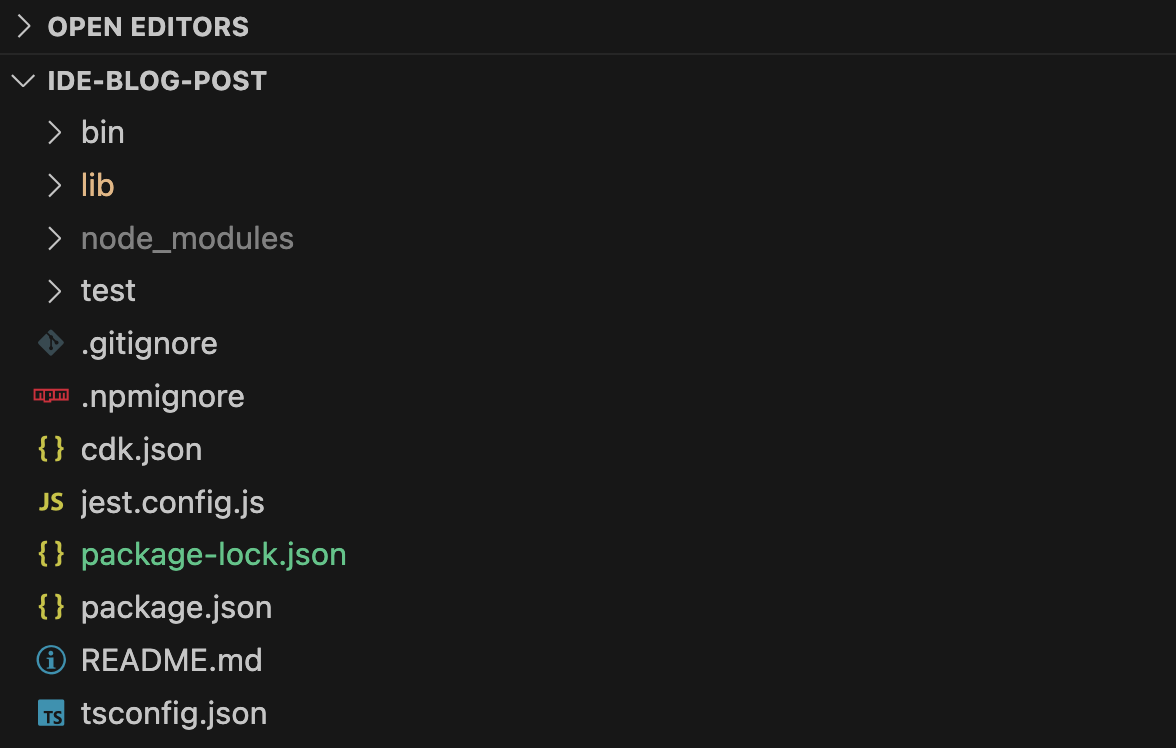 OPEN EDITORS
IDE-BLOG-POST
bin
lib
node_modules
test
.gitignore
npm .npmignore
{} cdk.json
JS jest.config.js
{} package-lock.json
{} package.json
README.md
TS tsconfig.json